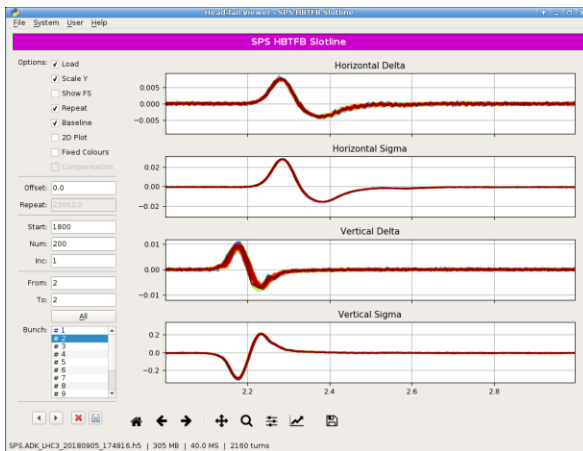 Head-Tail Viewer - SPS HBTFB Slotline
File System User Help
SPS HBTFB Slotline
Options: Load
Scale Y
Show FS
Repeat
Baseline
2D Plot
Fixed Colours
Compensation
Offset: 0.0
Repeat: 23062.0
Start: 1800
Num: 200
Inc: 1
From: 2
To: 2
All
Bunch: # 1
# 2
# 3
# 4
# 5
# 6
# 7
# 8
# 9
Horizontal Delta
0.005
0.000
−0.005
Horizontal Sigma
0.02
0.00
−0.02
Vertical Delta
0.01
0.00
−0.01
Vertical Sigma
0.2
0.0
−0.2
2.2 2.4 2.6 2.8
SPS.ADK_LHC3_20180905_174816.h5 | 305 MB | 40.0 MS | 2160 turns